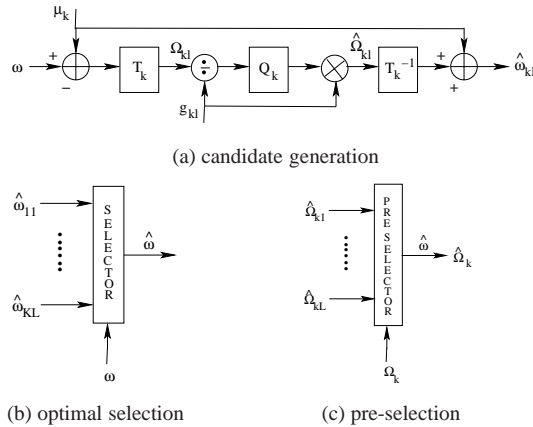 μ_k
ω + − T_k Ω_kl ÷ Q_k Ω̂_kl T_k^−1 + + ω̂_kl
g_kl
(a) candidate generation
ω̂_11
ω̂_KL
SELECTOR
ω̂
ω
Ω̂_k1
Ω̂_kL
PRE SELECTOR
ω̂
Ω̂_k
Ω_k
(b) optimal selection
(c) pre-selection